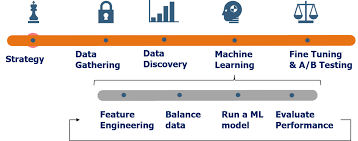 Strategy
Data
Gathering
Data
Discovery
Machine
Learning
Fine Tuning
& A/B Testing
Feature
Engineering
Balance
data
Run a ML
model
Evaluate
Performance